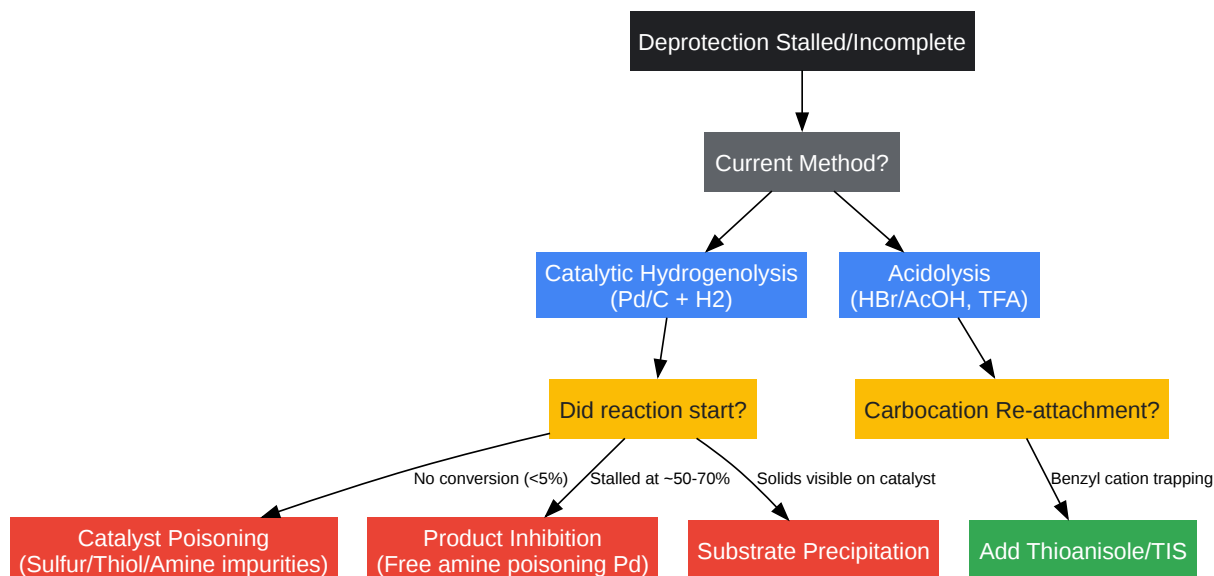 Deprotection Stalled/Incomplete
Current Method?
Catalytic Hydrogenolysis
(Pd/C + H2)
Acidolysis
(HBr/AcOH, TFA)
Did reaction start?
Carbocation Re-attachment?
No conversion (<5%)
Stalled at ~50-70%
Solids visible on catalyst
Benzyl cation trapping
Catalyst Poisoning
(Sulfur/Thiol/Amine impurities)
Product Inhibition
(Free amine poisoning Pd)
Substrate Precipitation
Add Thioanisole/TIS